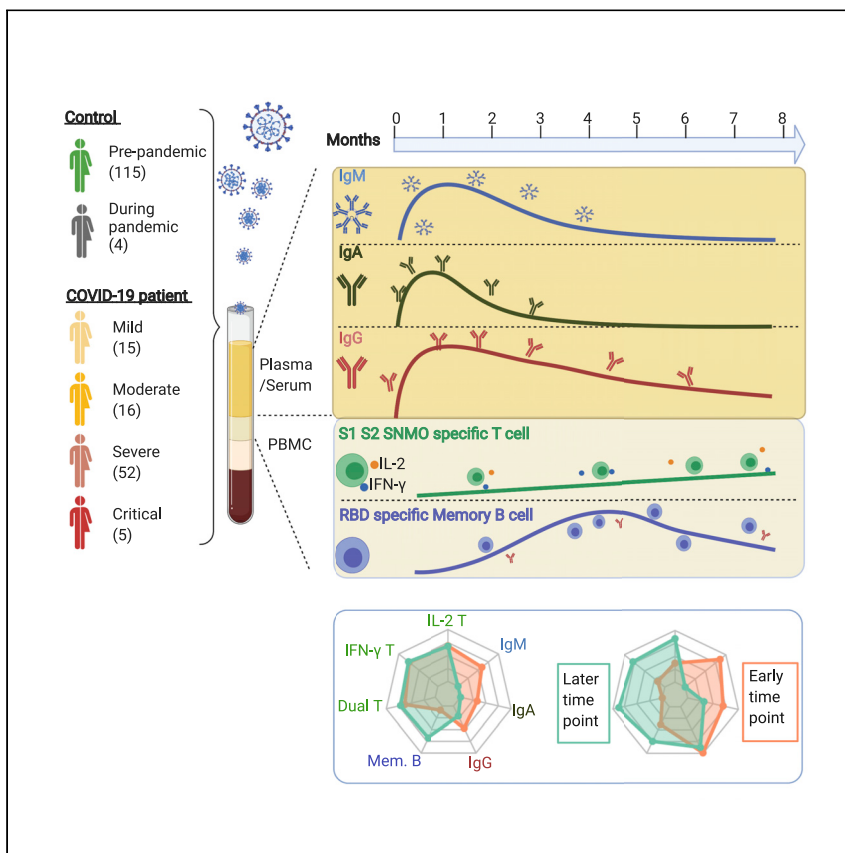 Control
Pre-pandemic
(115)
During
pandemic
(4)
COVID-19 patient
Mild
(15)
Moderate
(16)
Severe
(52)
Critical
(5)
Plasma
/Serum
PBMC
Months
0 1 2 3 4 5 6 7 8
IgM
IgA
IgG
S1 S2 SNMO specific T cell
IL-2
IFN-γ
RBD specific Memory B cell
IL-2 T
IFN-γ T
IgM
Dual T
IgA
Mem. B
IgG
Later
time
point
Early
time
point